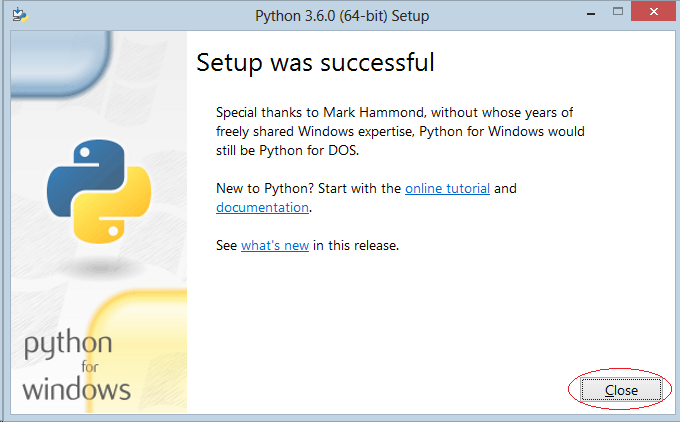 Python 3.6.0 (64-bit) Setup
Setup was successful
Special thanks to Mark Hammond, without whose years of
freely shared Windows expertise, Python for Windows would
still be Python for DOS.
New to Python? Start with the online tutorial and
documentation.
See what's new in this release.
python
for
windows
Close